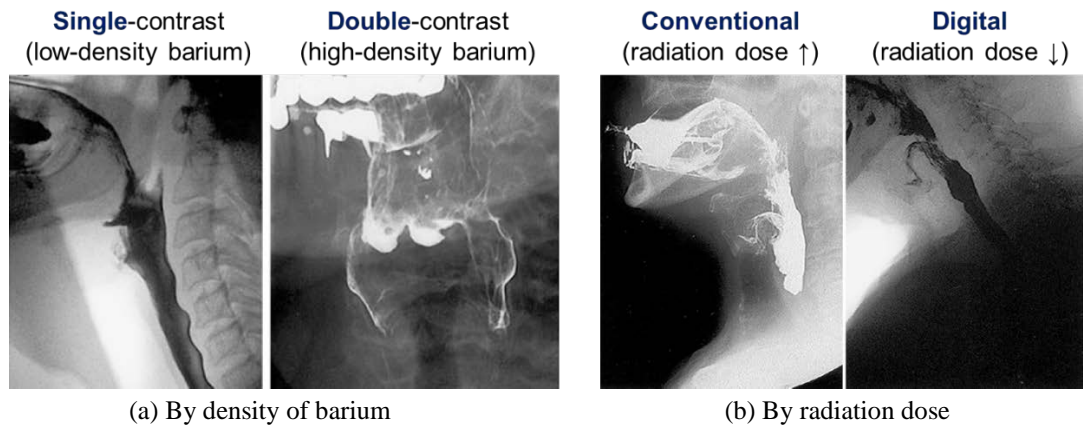 Single-contrast
(low-density barium)
Double-contrast
(high-density barium)
Conventional
(radiation dose ↑)
Digital
(radiation dose ↓)
(a) By density of barium
(b) By radiation dose